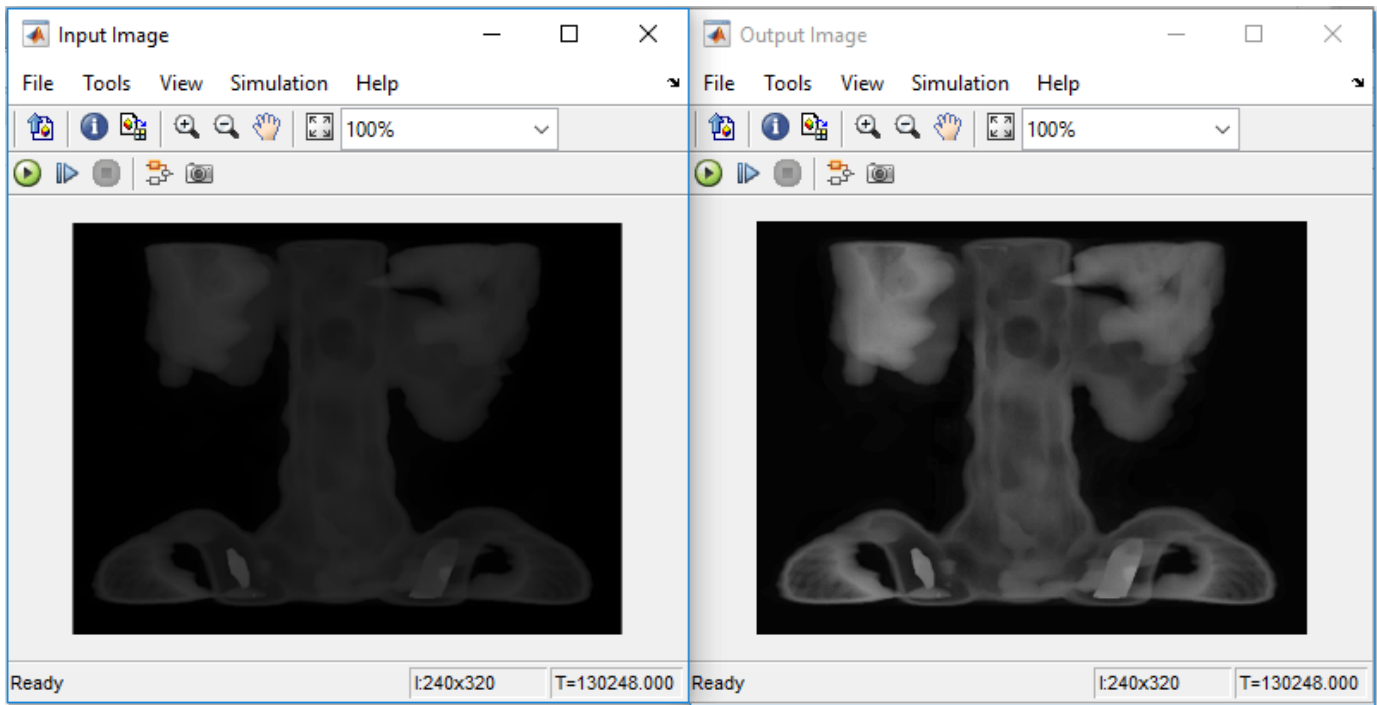 Input Image
File Tools View Simulation Help
100%
Ready I:240x320 T=130248.000
Output Image
File Tools View Simulation Help
100%
Ready I:240x320 T=130248.000